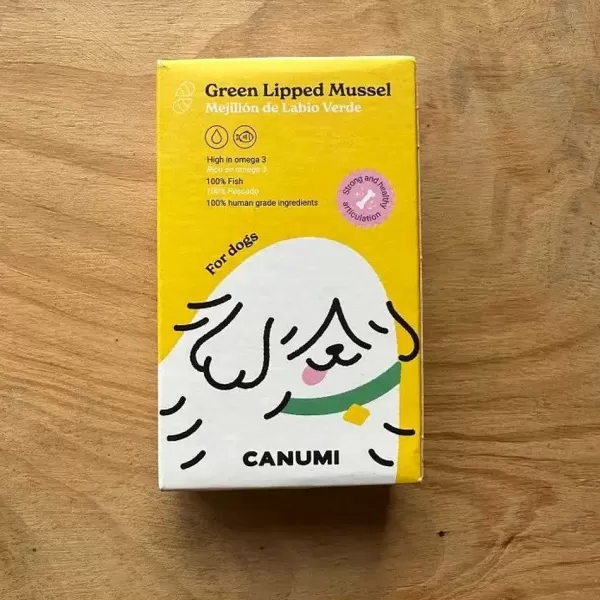 Green Lipped Mussel
Mejillón de Labio Verde
High in omega 3
Rico en omega 3
100% Fish
100% Pescado
100% human grade ingredients
Strong and healthy
articulation
For dogs
CANUMI